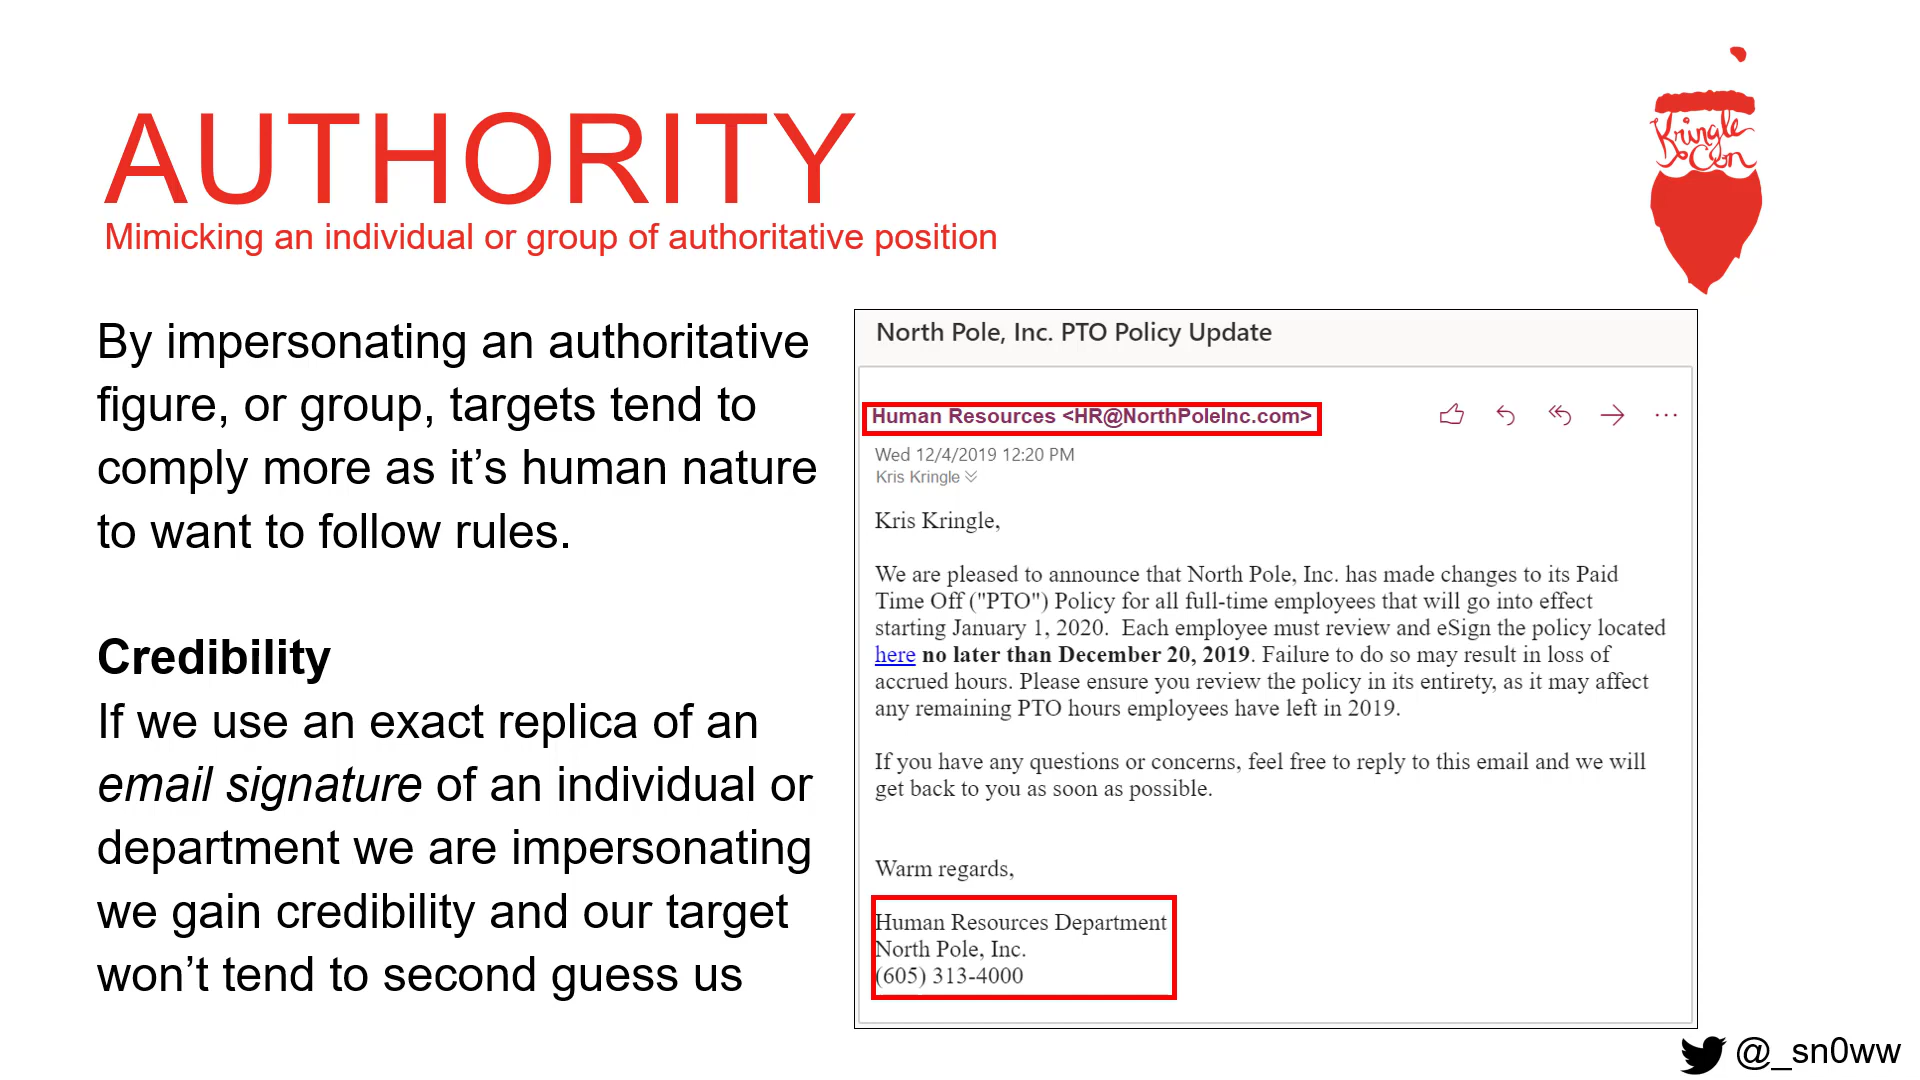 AUTHORITY
Mimicking an individual or group of authoritative position
Kringle
Con
By impersonating an authoritative
figure, or group, targets tend to
comply more as it’s human nature
to want to follow rules.
Credibility
If we use an exact replica of an
email signature of an individual or
department we are impersonating
we gain credibility and our target
won’t tend to second guess us
North Pole, Inc. PTO Policy Update
Human Resources <HR@NorthPoleInc.com>
Wed 12/4/2019 12:20 PM
Kris Kringle
Kris Kringle,
We are pleased to announce that North Pole, Inc. has made changes to its Paid
Time Off ("PTO") Policy for all full-time employees that will go into effect
starting January 1, 2020.  Each employee must review and eSign the policy located
here no later than December 20, 2019. Failure to do so may result in loss of
accrued hours. Please ensure you review the policy in its entirety, as it may affect
any remaining PTO hours employees have left in 2019.
If you have any questions or concerns, feel free to reply to this email and we will
get back to you as soon as possible.
Warm regards,
Human Resources Department
North Pole, Inc.
(605) 313-4000
@_sn0ww